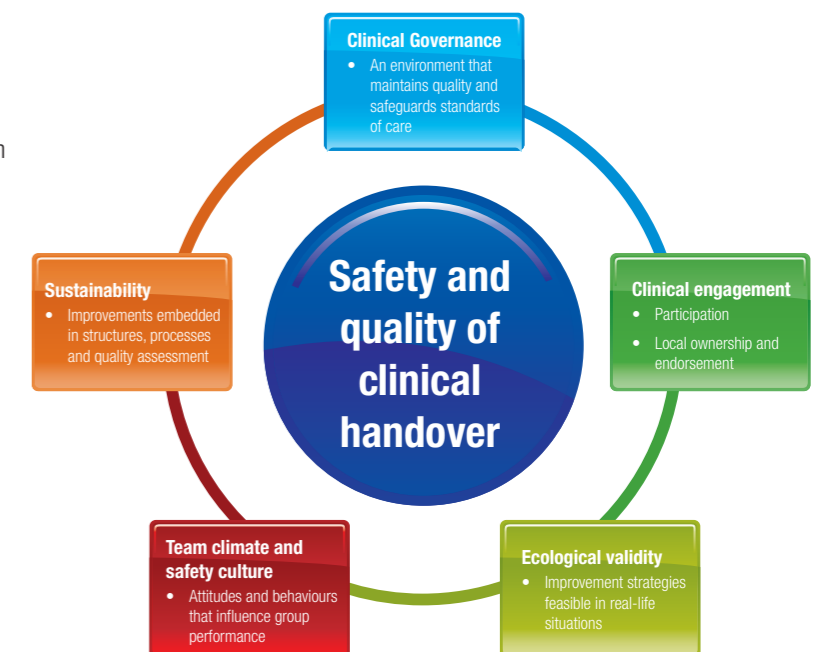 Clinical Governance
• An environment that
maintains quality and
safeguards standards
of care
Safety and
quality of
clinical
handover
Clinical engagement
• Participation
• Local ownership and
endorsement
Ecological validity
• Improvement strategies
feasible in real-life
situations
Team climate and
safety culture
• Attitudes and behaviours
that influence group
performance
Sustainability
• Improvements embedded
in structures, processes
and quality assessment